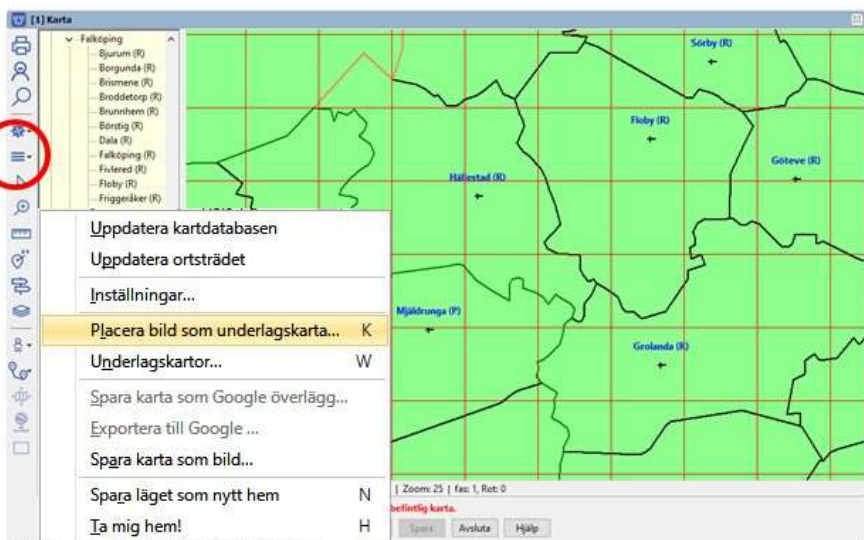 [1] Karta
Falköping
Bjurum (R)
Borgunda (R)
Brismene (R)
Broddetorp (R)
Brunnhem (R)
Börstig (R)
Dala (R)
Falköping (R)
Fivlered (R)
Floby (R)
Friggeråker (R)
Uppdatera kartdatabasen
Uppdatera ortsträdet
Inställningar...
Placera bild som underlagskarta... K
Underlagskartor... W
Spara karta som Google överlägg...
Exportera till Google ...
Spara karta som bild...
Spara läget som nytt hem N
Ta mig hem! H
Sörby (R)
Floby (R)
Göteve (R)
Hällestad (R)
Mjäldrunga (P)
Grolanda (R)
| Zoom: 25 | fas: 1, Rot: 0
befintlig karta.
Spara Avsluta Hjälp